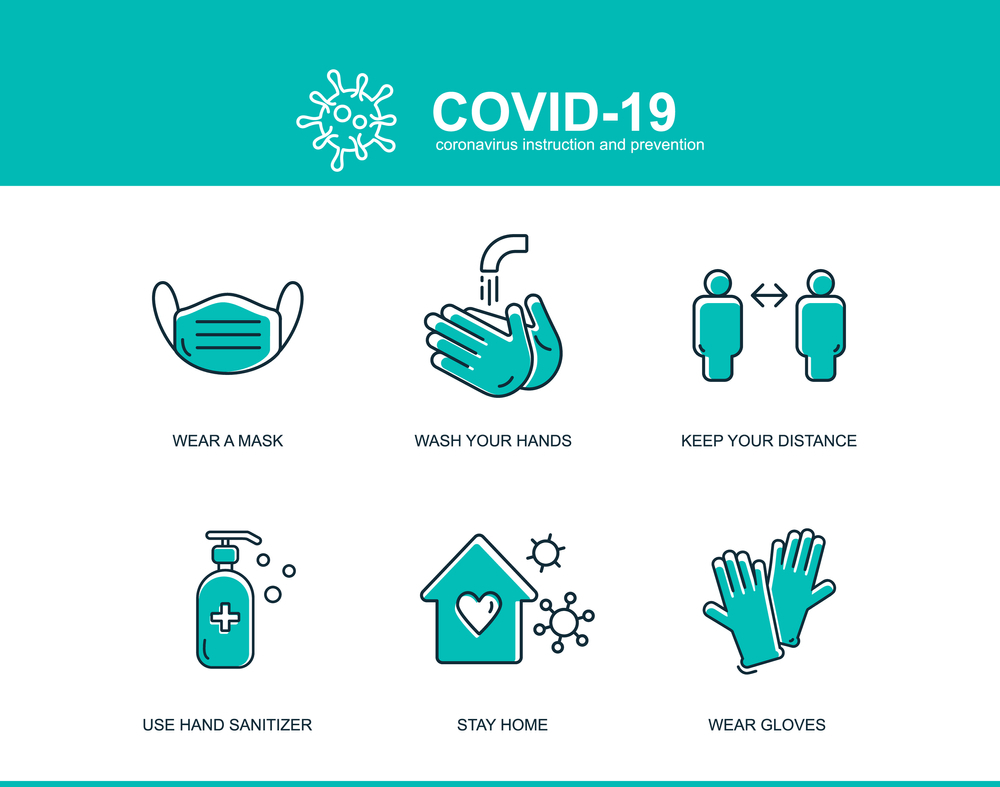 COVID-19
coronavirus instruction and prevention
WEAR A MASK
WASH YOUR HANDS
KEEP YOUR DISTANCE
USE HAND SANITIZER
STAY HOME
WEAR GLOVES